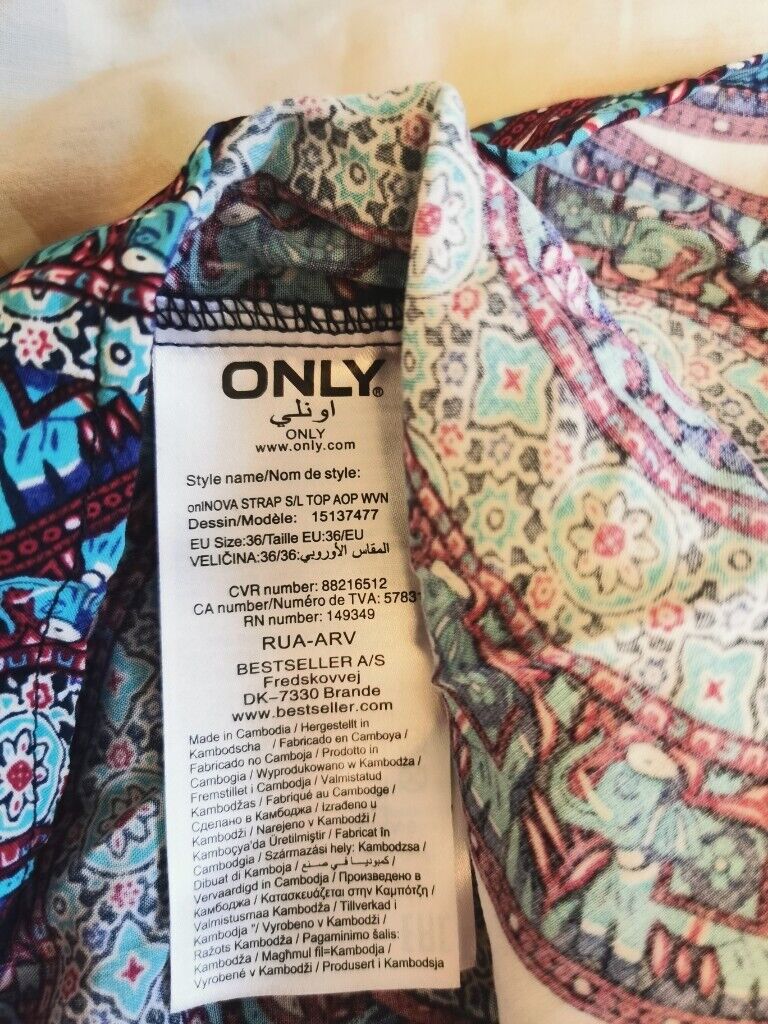 ONLY®
اونلي
ONLY
www.only.com
Style name/Nom de style:
onlNOVA STRAP S/L TOP AOP WVN
Dessin/Modèle: 15137477
EU Size:36/Taille EU:36/EU
VELIČINA:36/36:المقاس الأوروبي
CVR number: 88216512
CA number/Numéro de TVA: 5783
RN number: 149349
RUA-ARV
BESTSELLER A/S
Fredskovvej
DK-7330 Brande
www.bestseller.com
Made in Cambodia / Hergestellt in
Kambodscha / Fabricado en Camboya /
Fabricado no Camboja / Prodotto in
Cambogia / Wyprodukowano w Kambodża /
Fremstillet i Cambodja / Valmistatud
Kambodžas / Fabriqué au Cambodge /
Сделано в Камбоджа / Izrađeno u
Kambodži / Narejeno v Kambodži /
Kamboçya'da Üretilmiştir / Fabricat în
Cambodgia / Származási hely: Kambodzsa /
Dibuat di Kamboja / كمبوديا في صنع /
Vervaardigd in Cambodja / Произведено в
Камбоджа / Κατασκευάζεται στην Καμπότζη /
Valmistusmaa Kambodža / Tillverkad i
Kambodja "/ Vyrobeno v Kambodži /
Ražots Kambodža / Pagaminimo šalis:
Kambodža / Maghmul fil=Kambodja /
Vyrobené v Kambodži / Produsert i Kambodsja